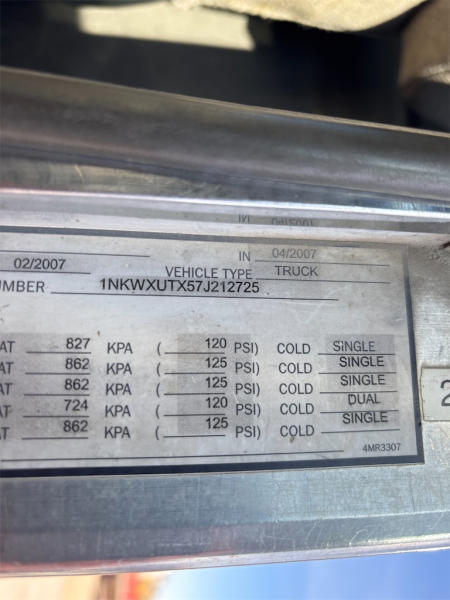 02/2007 IN 04/2007
VEHICLE TYPE TRUCK
UMBER 1NKWXUTX57J212725
AT 827 KPA ( 120 PSI) COLD SINGLE
AT 862 KPA ( 125 PSI) COLD SINGLE
AT 862 KPA ( 125 PSI) COLD SINGLE
AT 724 KPA ( 120 PSI) COLD DUAL
AT 862 KPA ( 125 PSI) COLD SINGLE
4MR3307
2